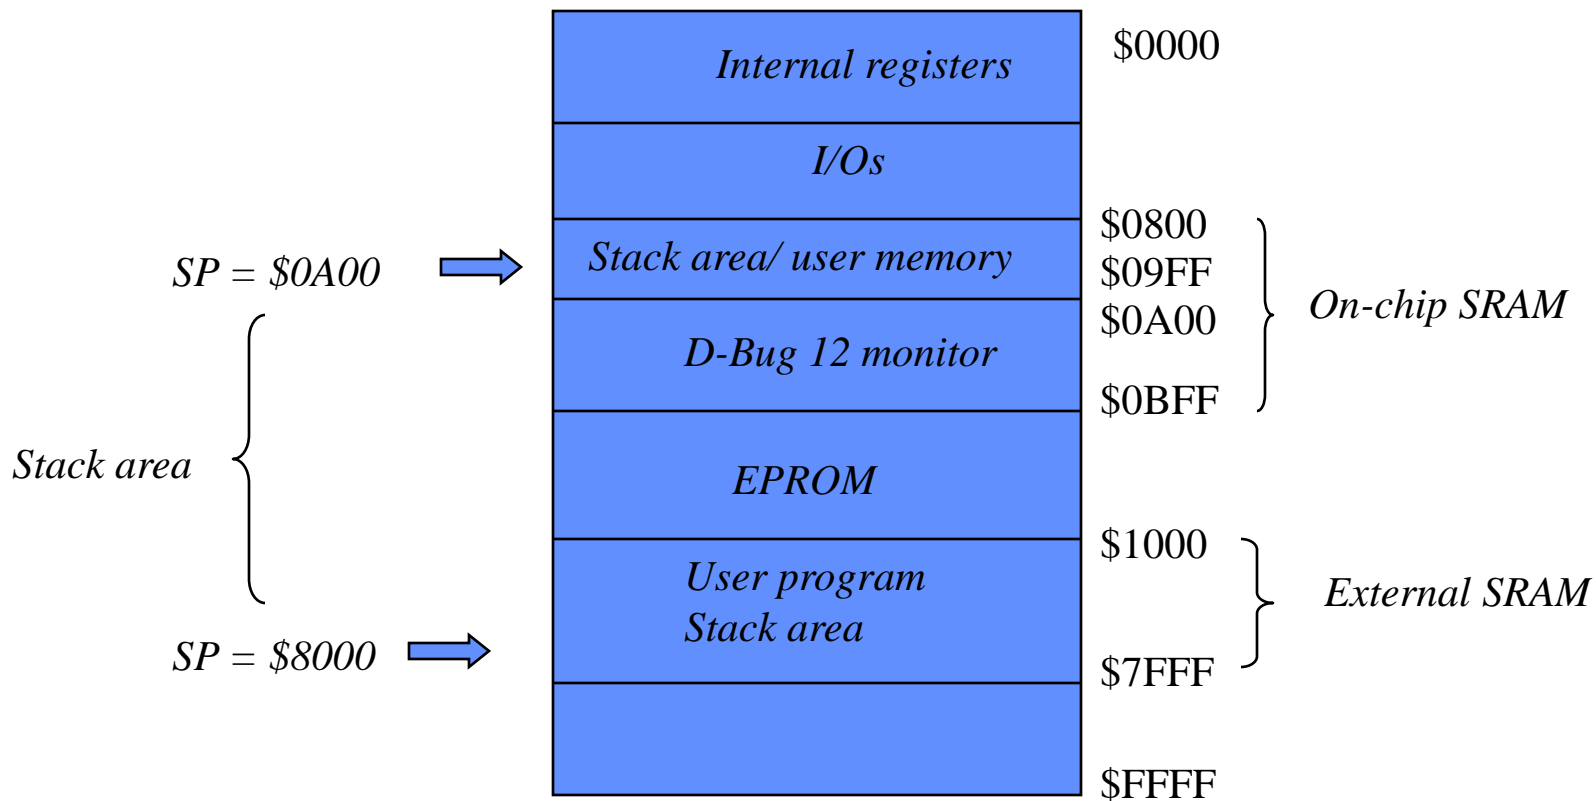 Internal registers
$0000
I/Os
$0800
Stack area/ user memory
SP = $0A00
$09FF
On-chip SRAM
$0A00
D-Bug 12 monitor
$0BFF
Stack area
EPROM
$1000
User program
External SRAM
Stack area
SP = $8000
$7FFF
$FFFF